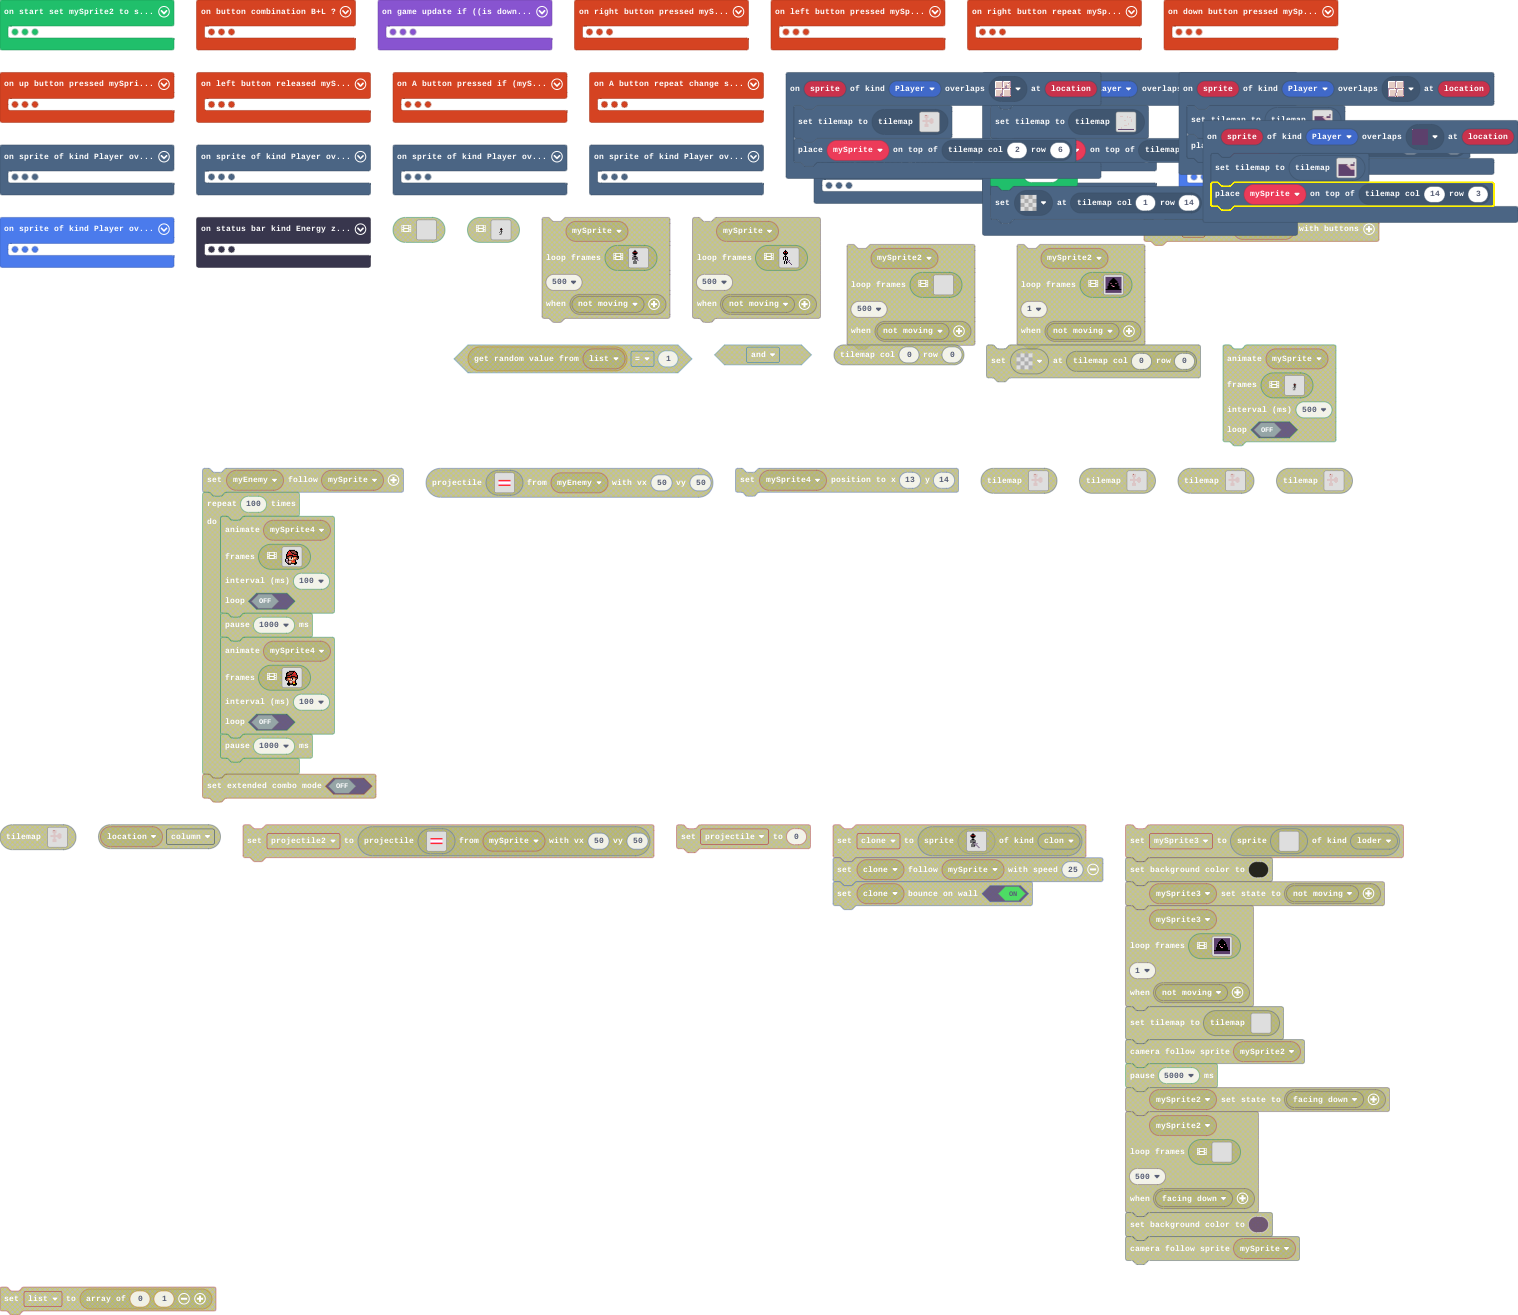 on start set mySprite2 to s...
on button combination B+L ?
on game update if ((is down...
on right button pressed myS...
on left button pressed mySp...
on right button repeat mySp...
on down button pressed mySp...
on up button pressed mySpri...
on left button released myS...
on A button pressed if (myS...
on A button repeat change s...
on sprite of kind Player overlaps at location
set tilemap to tilemap
place mySprite on top of tilemap col 2 row 6
ayer overlaps
set tilemap to tilemap
on top of tilemap
set at tilemap col 1 row 14
on sprite of kind Player overlaps at location
set tilemap to tilemap
on sprite of kind Player overlaps at location
set tilemap to tilemap
place mySprite on top of tilemap col 14 row 3
on sprite of kind Player ov...
on sprite of kind Player ov...
on sprite of kind Player ov...
on sprite of kind Player ov...
on sprite of kind Player ov...
on status bar kind Energy z...
with buttons
mySprite
loop frames
500
when not moving
mySprite
loop frames
500
when not moving
mySprite2
loop frames
500
when not moving
mySprite2
loop frames
1
when not moving
get random value from list = 1
and
tilemap col 0 row 0
set at tilemap col 0 row 0
animate mySprite
frames
interval (ms) 500
loop OFF
set myEnemy follow mySprite
repeat 100 times
do
animate mySprite4
frames
interval (ms) 100
loop OFF
pause 1000 ms
animate mySprite4
frames
interval (ms) 100
loop OFF
pause 1000 ms
set extended combo mode OFF
projectile from myEnemy with vx 50 vy 50
set mySprite4 position to x 13 y 14
tilemap
tilemap
tilemap
tilemap
tilemap
location column
set projectile2 to projectile from mySprite with vx 50 vy 50
set projectile to 0
set clone to sprite of kind clon
set clone follow mySprite with speed 25
set clone bounce on wall ON
set mySprite3 to sprite of kind loder
set background color to
mySprite3 set state to not moving
mySprite3
loop frames
1
when not moving
set tilemap to tilemap
camera follow sprite mySprite2
pause 5000 ms
mySprite2 set state to facing down
mySprite2
loop frames
500
when facing down
set background color to
camera follow sprite mySprite
set list to array of 0 1